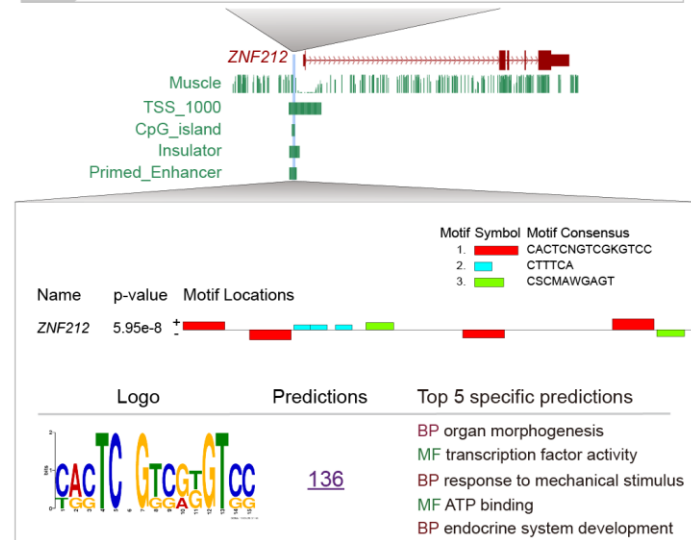 ZNF212
Muscle
TSS_1000
CpG_island
Insulator
Primed_Enhancer
Motif Symbol Motif Consensus
1. CACTCNGTCGKGTCC
2. CTTTCA
3. CSCMAWGAGT
Name p-value Motif Locations
ZNF212 5.95e-8 + -
Logo Predictions Top 5 specific predictions
BP organ morphogenesis
MF transcription factor activity
136
BP response to mechanical stimulus
MF ATP binding
BP endocrine system development